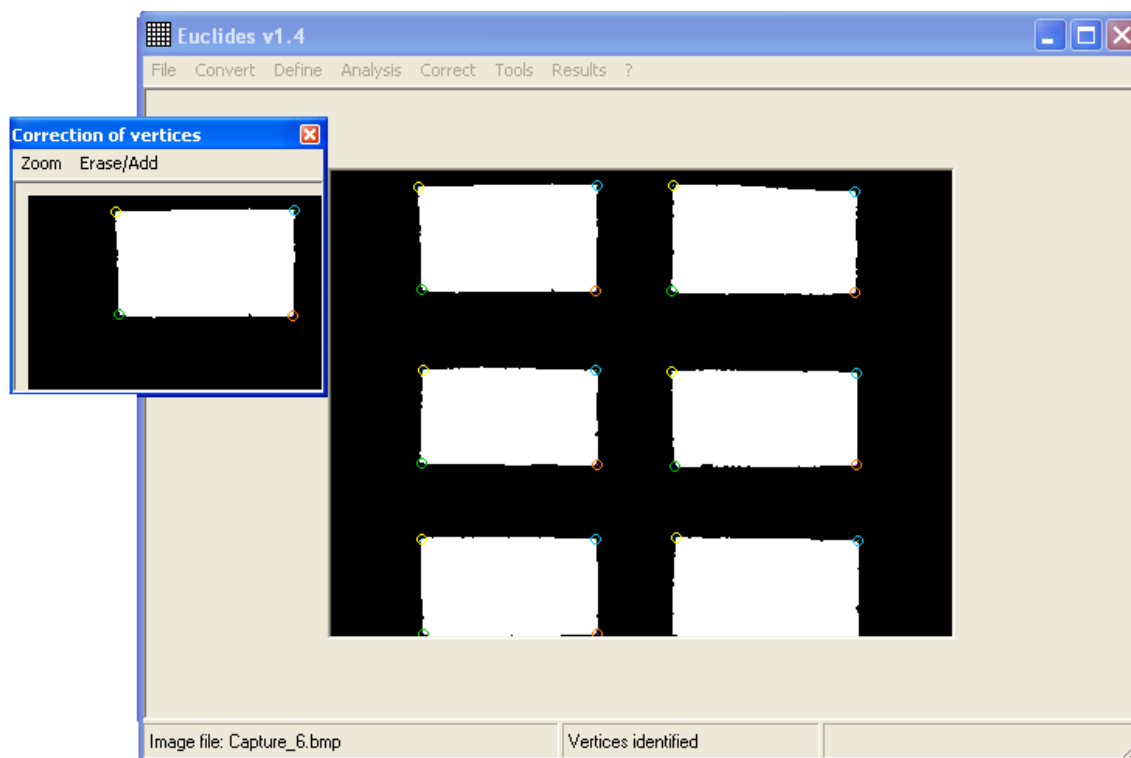 Euclides v1.4
File Convert Define Analysis Correct Tools Results ?
Correction of vertices
Zoom Erase/Add
Image file: Capture_6.bmp Vertices identified